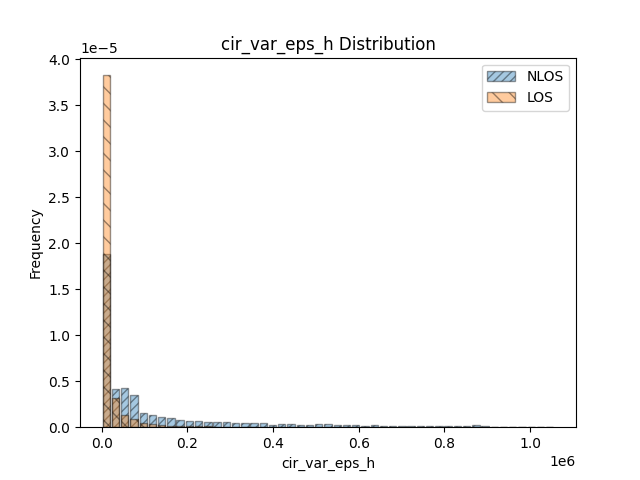 cir_var_eps_h Distribution
1e−5
4.0
3.5
3.0
2.5
2.0
1.5
1.0
0.5
0.0
Frequency
NLOS
LOS
0.0 0.2 0.4 0.6 0.8 1.0
1e6
cir_var_eps_h